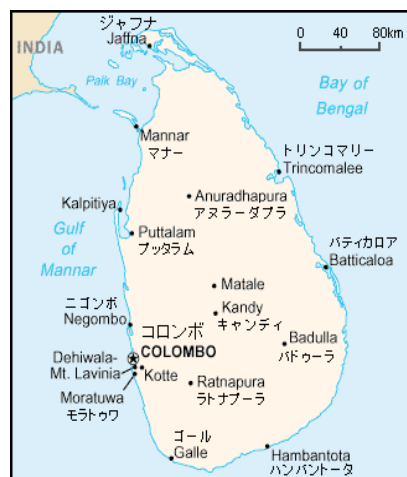 ジャフナ
Jaffna
INDIA
0 40 80km
Palk Bay
Bay of
Bengal
Mannar
マナー
トリンコマリー
Trincomalee
Anuradhapura
アヌラーダプラ
Kalpitiya
Gulf
of
Mannar
Puttalam
プッタラム
バティカロア
Batticaloa
Matale
ニゴンボ
Negombo
Kandy
キャンディ
コロンボ
COLOMBO
Badulla
バドゥーラ
Dehiwala-
Mt. Lavinia
Kotte
Moratuwa
モラトゥワ
Ratnapura
ラトナプーラ
ゴール
Galle
Hambantota
ハンバントータ